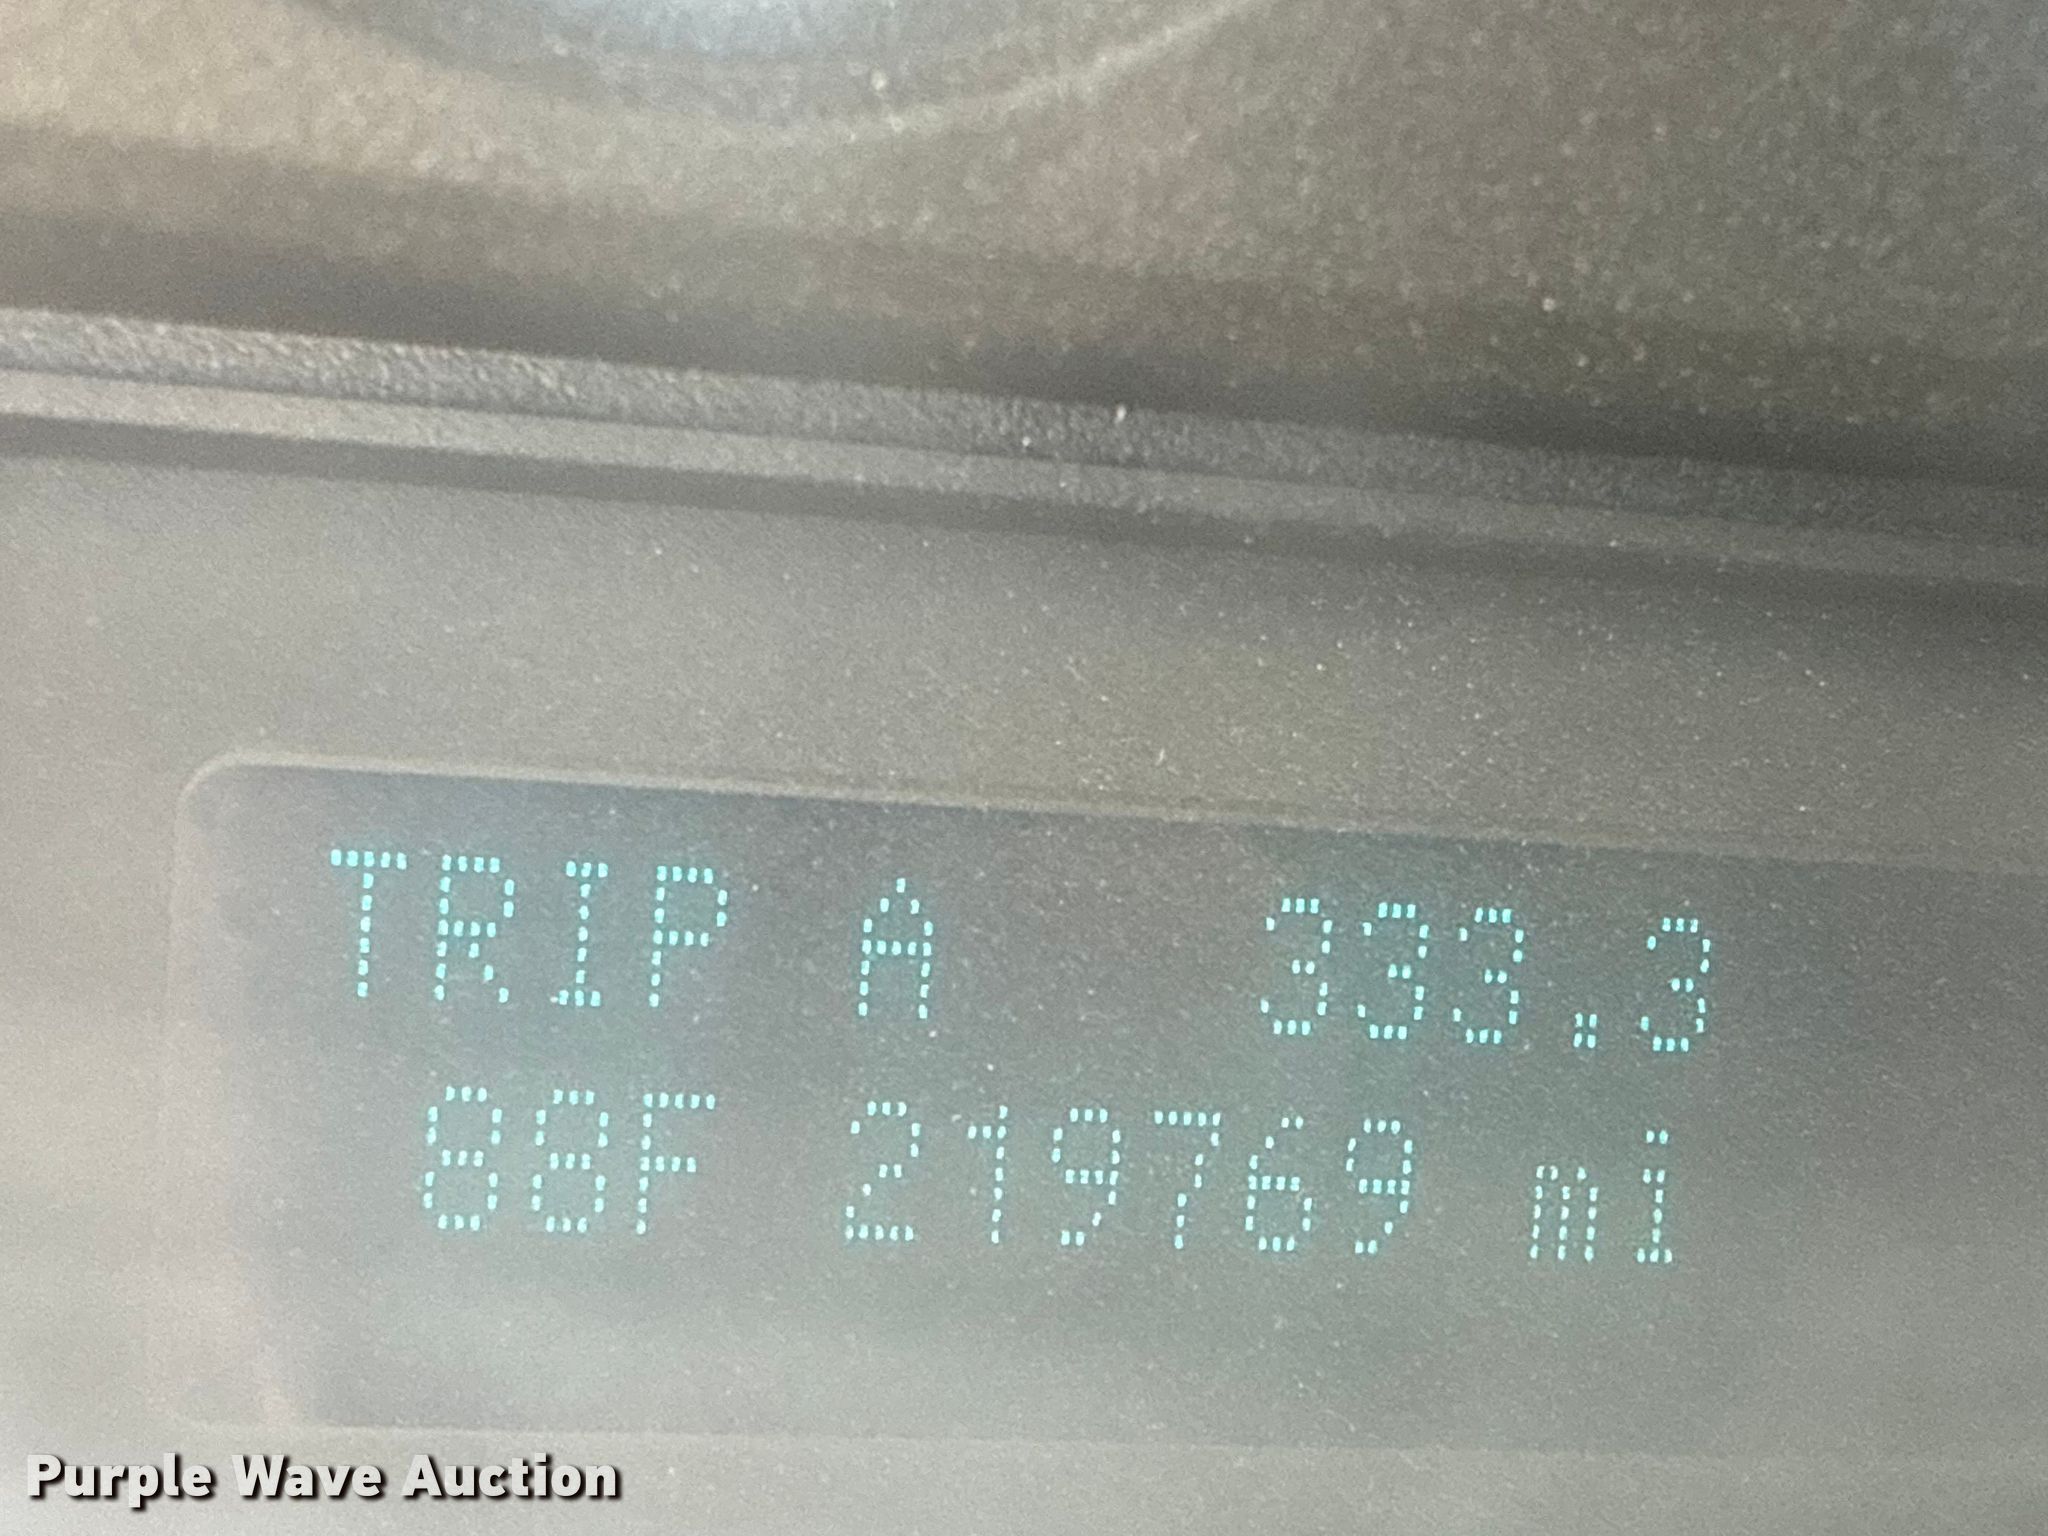 TRIP A 333.3
88F 219769 mi
Purple Wave Auction